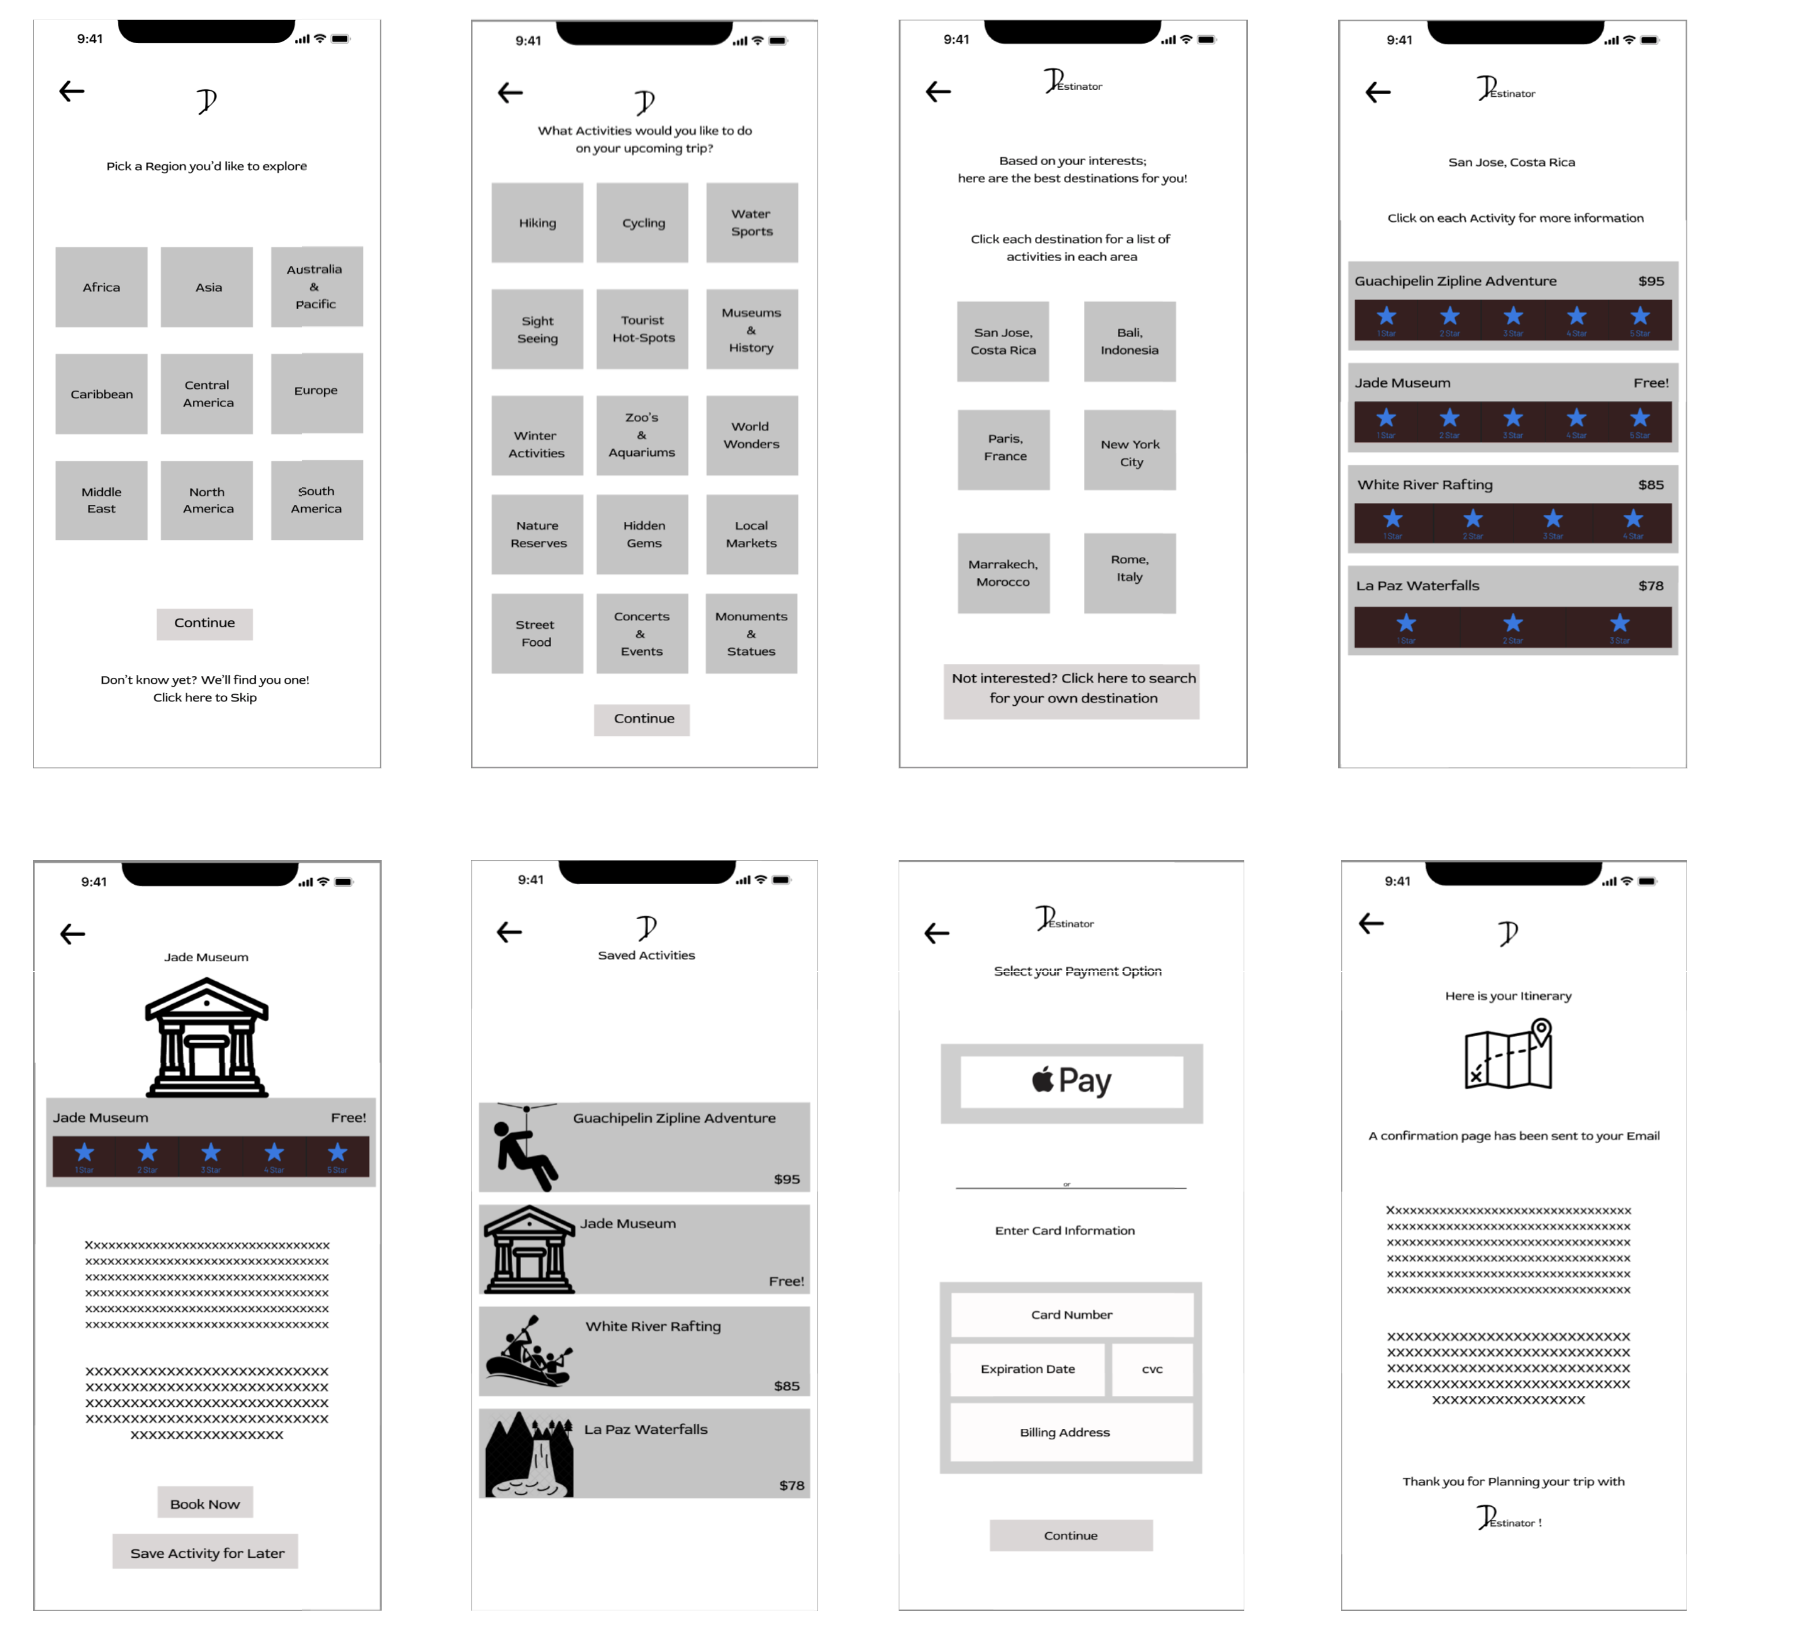 9:41
D
Pick a Region you'd like to explore
Africa
Asia
Australia
&
Pacific
Caribbean
Central
America
Europe
Middle
East
North
America
South
America
Continue
Don't know yet? We'll find you one!
Click here to Skip
9:41
D
What Activities would you like to do
on your upcoming trip?
Hiking
Cycling
Water
Sports
Sight
Seeing
Tourist
Hot-Spots
Museums
&
History
Winter
Activities
Zoo's
&
Aquariums
World
Wonders
Nature
Reserves
Hidden
Gems
Local
Markets
Street
Food
Concerts
&
Events
Monuments
&
Statues
Continue
9:41
DEstinator
Based on your interests;
here are the best destinations for you!
Click each destination for a list of
activities in each area
San Jose,
Costa Rica
Bali,
Indonesia
Paris,
France
New York
City
Marrakech,
Morocco
Rome,
Italy
Not interested? Click here to search
for your own destination
9:41
DEstinator
San Jose, Costa Rica
Click on each Activity for more information
Guachipelin Zipline Adventure $95
1 Star 2 Star 3 Star 4 Star 5 Star
Jade Museum Free!
1 Star 2 Star 3 Star 4 Star 5 Star
White River Rafting $85
1 Star 2 Star 3 Star 4 Star
La Paz Waterfalls $78
1 Star 2 Star 3 Star
9:41
Jade Museum
Jade Museum Free!
1 Star 2 Star 3 Star 4 Star 5 Star
Xxxxxxxxxxxxxxxxxxxxxxxxxxxxxxxx
xxxxxxxxxxxxxxxxxxxxxxxxxxxxxxxx
xxxxxxxxxxxxxxxxxxxxxxxxxxxxxxxx
xxxxxxxxxxxxxxxxxxxxxxxxxxxxxxxx
xxxxxxxxxxxxxxxxxxxxxxxxxxxxxxxx
xxxxxxxxxxxxxxxxxxxxxxxxxxxxxxxx
XXXXXXXXXXXXXXXXXXXXXXXXXXX
XXXXXXXXXXXXXXXXXXXXXXXXXXX
XXXXXXXXXXXXXXXXXXXXXXXXXXX
XXXXXXXXXXXXXXXXXXXXXXXXXXX
XXXXXXXXXXXXXXXXX
Book Now
Save Activity for Later
9:41
D
Saved Activities
Guachipelin Zipline Adventure
$95
Jade Museum
Free!
White River Rafting
$85
La Paz Waterfalls
$78
DEstinator
Select your Payment Option
Pay
or
Enter Card Information
Card Number
Expiration Date
CVC
Billing Address
Continue
9:41
D
Here is your Itinerary
A confirmation page has been sent to your Email
Xxxxxxxxxxxxxxxxxxxxxxxxxxxxxxxx
xxxxxxxxxxxxxxxxxxxxxxxxxxxxxxxx
xxxxxxxxxxxxxxxxxxxxxxxxxxxxxxxx
xxxxxxxxxxxxxxxxxxxxxxxxxxxxxxxx
xxxxxxxxxxxxxxxxxxxxxxxxxxxxxxxx
xxxxxxxxxxxxxxxxxxxxxxxxxxxxxxxx
XXXXXXXXXXXXXXXXXXXXXXXXXXX
XXXXXXXXXXXXXXXXXXXXXXXXXXX
XXXXXXXXXXXXXXXXXXXXXXXXXXX
XXXXXXXXXXXXXXXXXXXXXXXXXXX
XXXXXXXXXXXXXXXXX
Thank you for Planning your trip with
DEstinator !